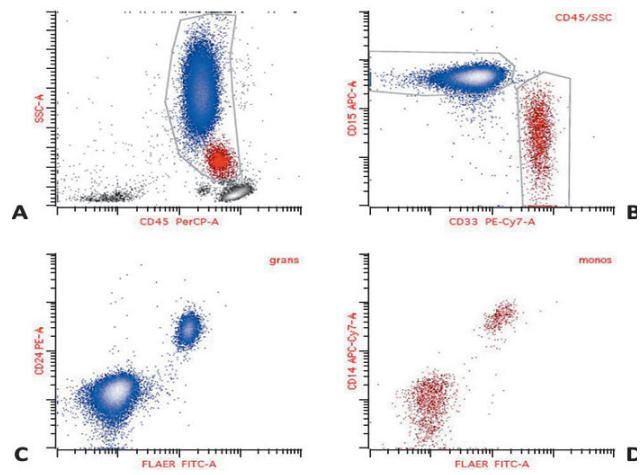 SSC-A
CD45 PerCP-A
A
CD45/SSC
CD15 APC-A
CD33 PE-Cy7-A
B
grans
CD24 PE-A
FLAER FITC-A
C
monos
CD14 APC-Cy7-A
FLAER FITC-A
D